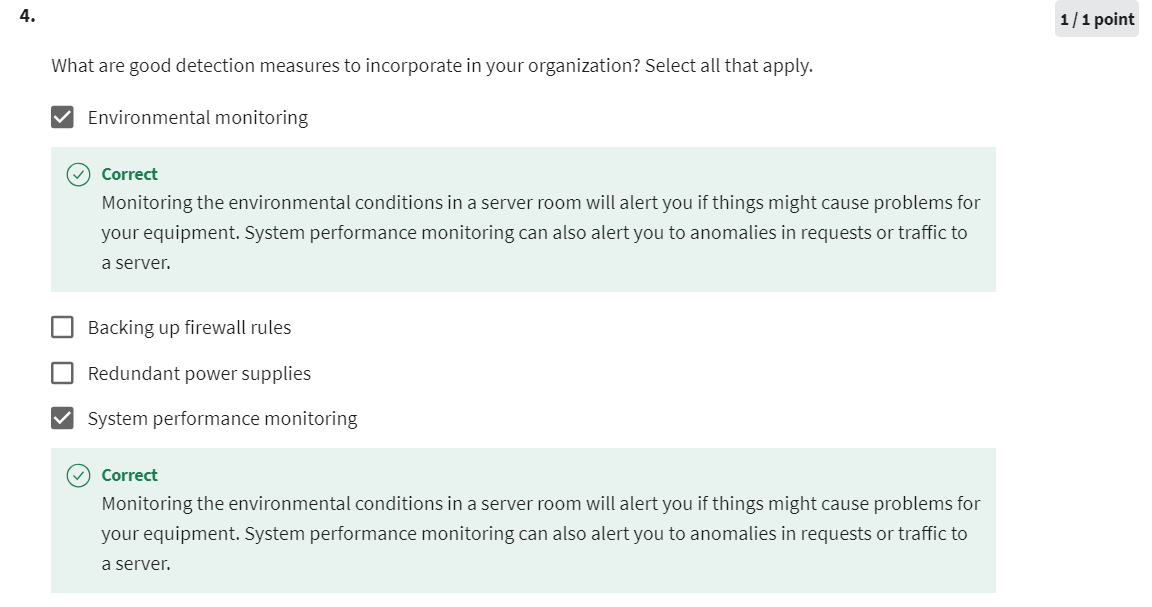 4.
1 / 1 point
What are good detection measures to incorporate in your organization? Select all that apply.
Environmental monitoring
Correct
Monitoring the environmental conditions in a server room will alert you if things might cause problems for
your equipment. System performance monitoring can also alert you to anomalies in requests or traffic to
a server.
Backing up firewall rules
Redundant power supplies
System performance monitoring
Correct
Monitoring the environmental conditions in a server room will alert you if things might cause problems for
your equipment. System performance monitoring can also alert you to anomalies in requests or traffic to
a server.